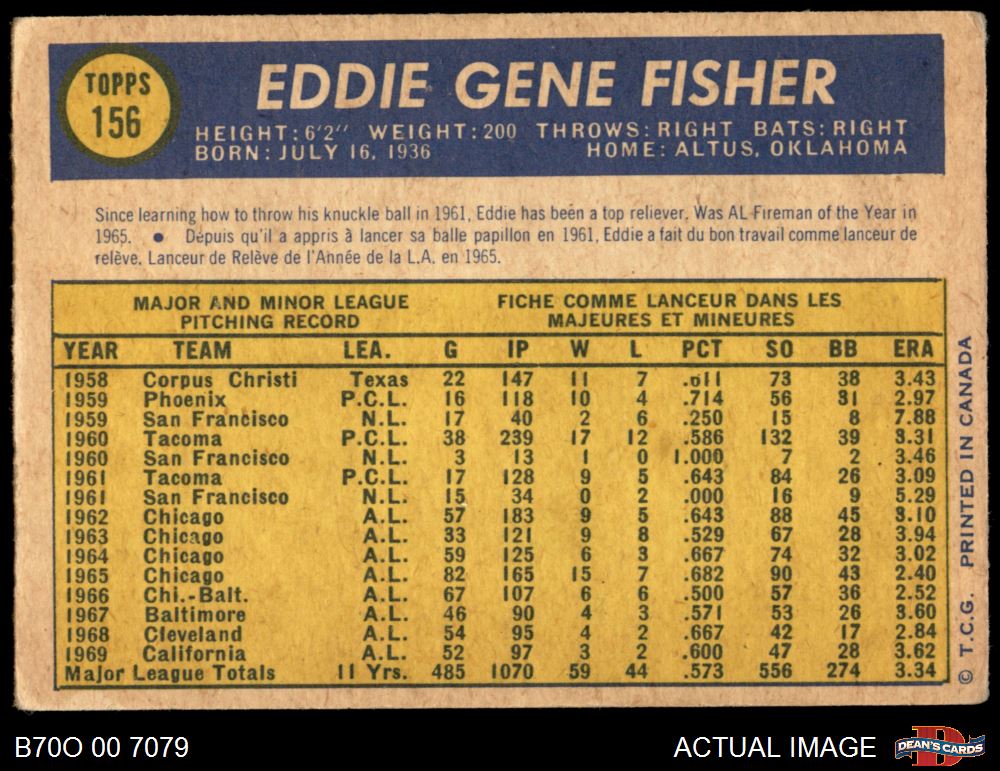 TOPPS
156
EDDIE GENE FISHER
HEIGHT: 6'2" WEIGHT: 200 THROWS: RIGHT BATS: RIGHT
BORN: JULY 16, 1936 HOME: ALTUS, OKLAHOMA
Since learning how to throw his knuckle ball in 1961, Eddie has been a top reliever. Was AL Fireman of the Year in
1965. ● Depuis qu'il a appris à lancer sa balle papillon en 1961, Eddie a fait du bon travail comme lanceur de
relève. Lanceur de Relève de l'Année de la L.A. en 1965.
MAJOR AND MINOR LEAGUE
PITCHING RECORD
FICHE COMME LANCEUR DANS LES
MAJEURES ET MINEURES
YEAR TEAM LEA. G IP W L PCT SO BB ERA
1958 Corpus Christi Texas 22 147 11 7 .611 73 38 3.43
1959 Phoenix P.C.L. 16 118 10 4 .714 56 31 2.97
1959 San Francisco N.L. 17 40 2 6 .250 15 8 7.88
1960 Tacoma P.C.L. 38 239 17 12 .586 132 39 3.31
1960 San Francisco N.L. 3 13 1 0 1.000 7 2 3.46
1961 Tacoma P.C.L. 17 128 9 5 .643 84 26 3.09
1961 San Francisco N.L. 15 34 0 2 .000 16 9 5.29
1962 Chicago A.L. 57 183 9 5 .643 88 45 3.10
1963 Chicago A.L. 33 121 9 8 .529 67 28 3.94
1964 Chicago A.L. 59 125 6 3 .667 74 32 3.02
1965 Chicago A.L. 82 165 15 7 .682 90 43 2.40
1966 Chi.-Balt. A.L. 67 107 6 6 .500 57 36 2.52
1967 Baltimore A.L. 46 90 4 3 .571 53 26 3.60
1968 Cleveland A.L. 54 95 4 2 .667 42 17 2.84
1969 California A.L. 52 97 3 2 .600 47 28 3.62
Major League Totals 11 Yrs. 485 1070 59 44 .573 556 274 3.34
© T.C.G. PRINTED IN CANADA
B70O 00 7079
ACTUAL IMAGE
DEAN'S CARDS